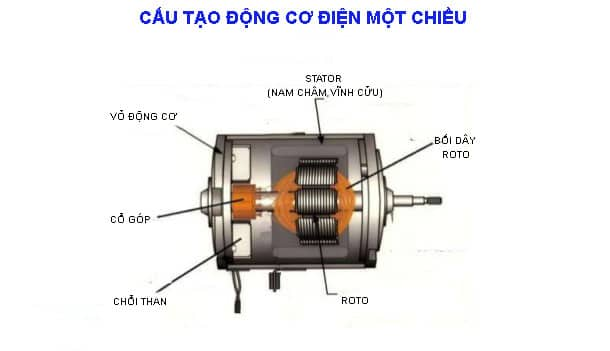 CẤU TẠO ĐỘNG CƠ ĐIỆN MỘT CHIỀU
STATOR
(NAM CHÂM,VĨNH CỬU)
VỎ ĐỘNG CƠ
BỐI DÂY
ROTO
CỔ GÓP
CHỔI THAN
ROTO